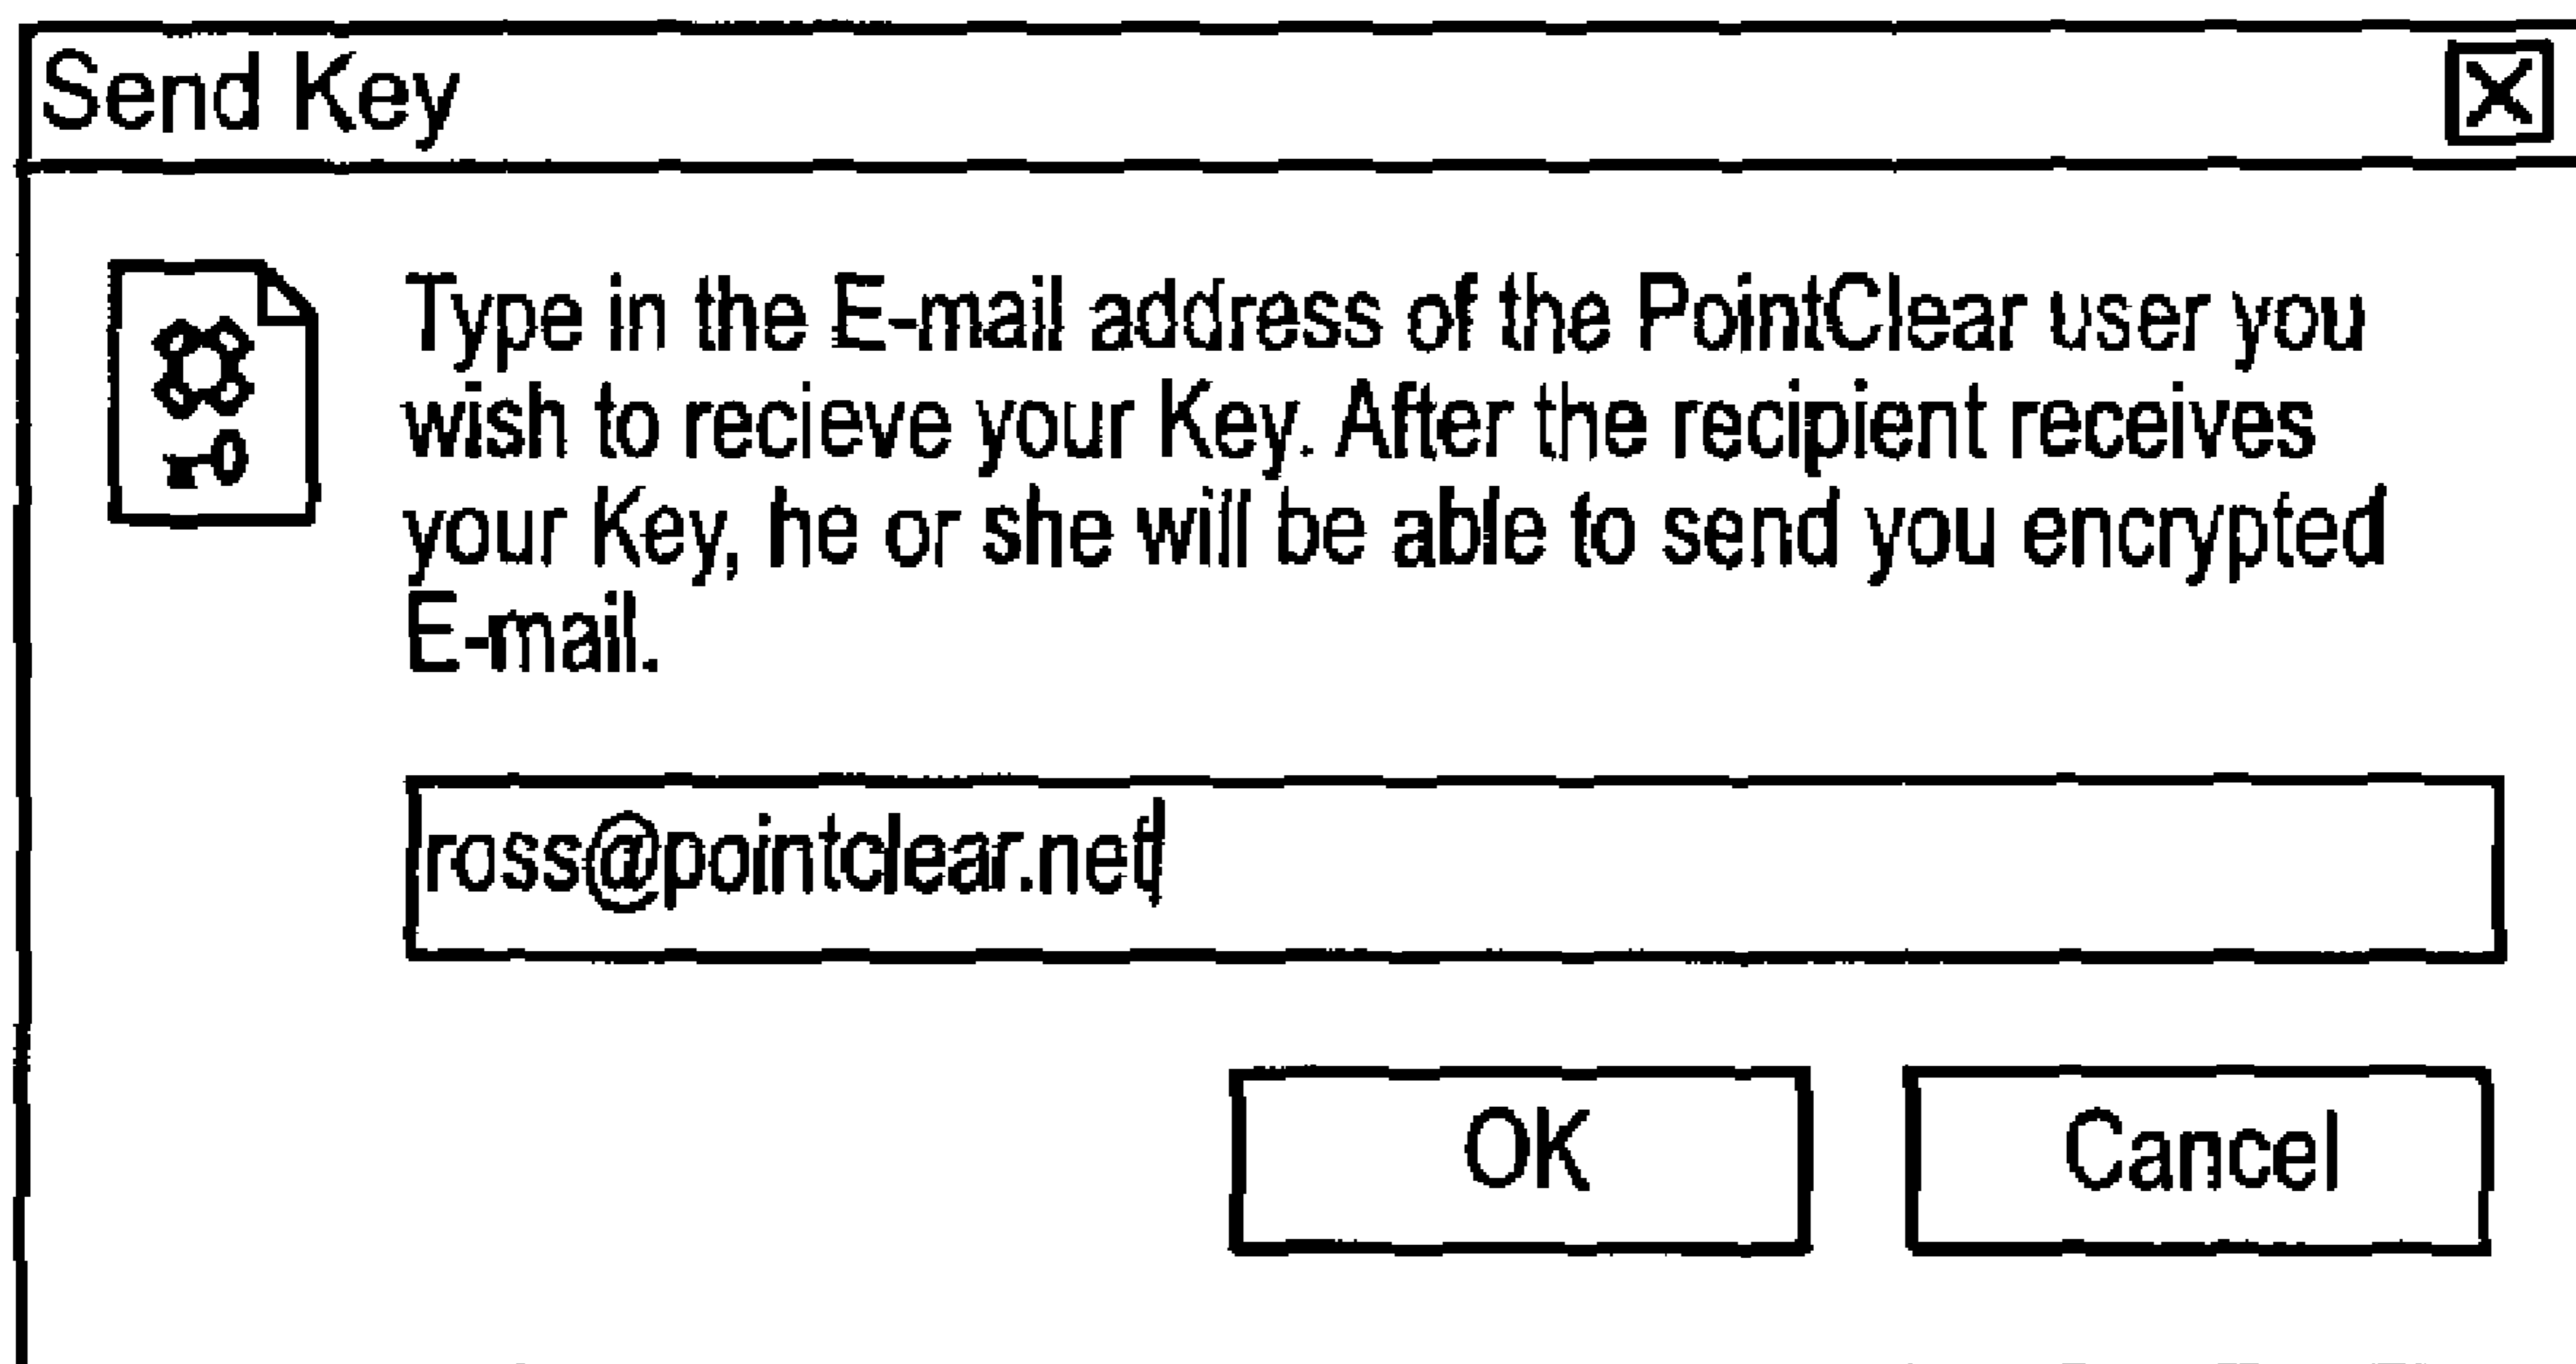 Send Key
Type in the E-mail address of the PointClear user you
wish to recieve your Key. After the recipient receives
your Key, he or she will be able to send you encrypted
E-mail.
ross@pointclear.net
OK
Cancel